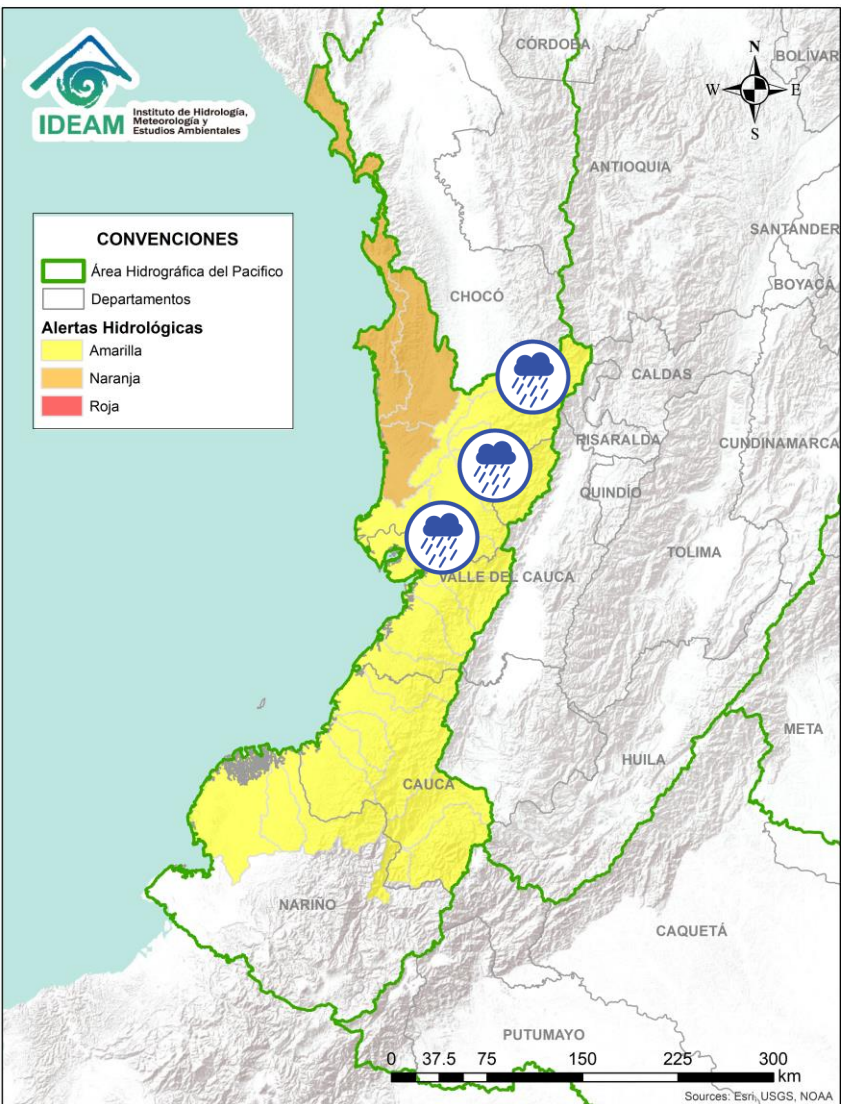 IDEAM
Instituto de Hidrología,
Meteorología y
Estudios Ambientales
CÓRDOBA
BOLÍVAR
N
W
E
S
ANTIOQUIA
SANTANDER
BOYACÁ
CONVENCIONES
Área Hidrográfica del Pacifico
Departamentos
Alertas Hidrológicas
Amarilla
Naranja
Roja
CHOCÓ
CALDAS
RISARALDA
CUNDINAMARCA
QUINDÍO
TOLIMA
VALLE DEL CAUCA
META
HUILA
CAUCA
NARIÑO
CAQUETÁ
PUTUMAYO
0 37.5 75 150 225 300
km
Sources: Esri, USGS, NOAA